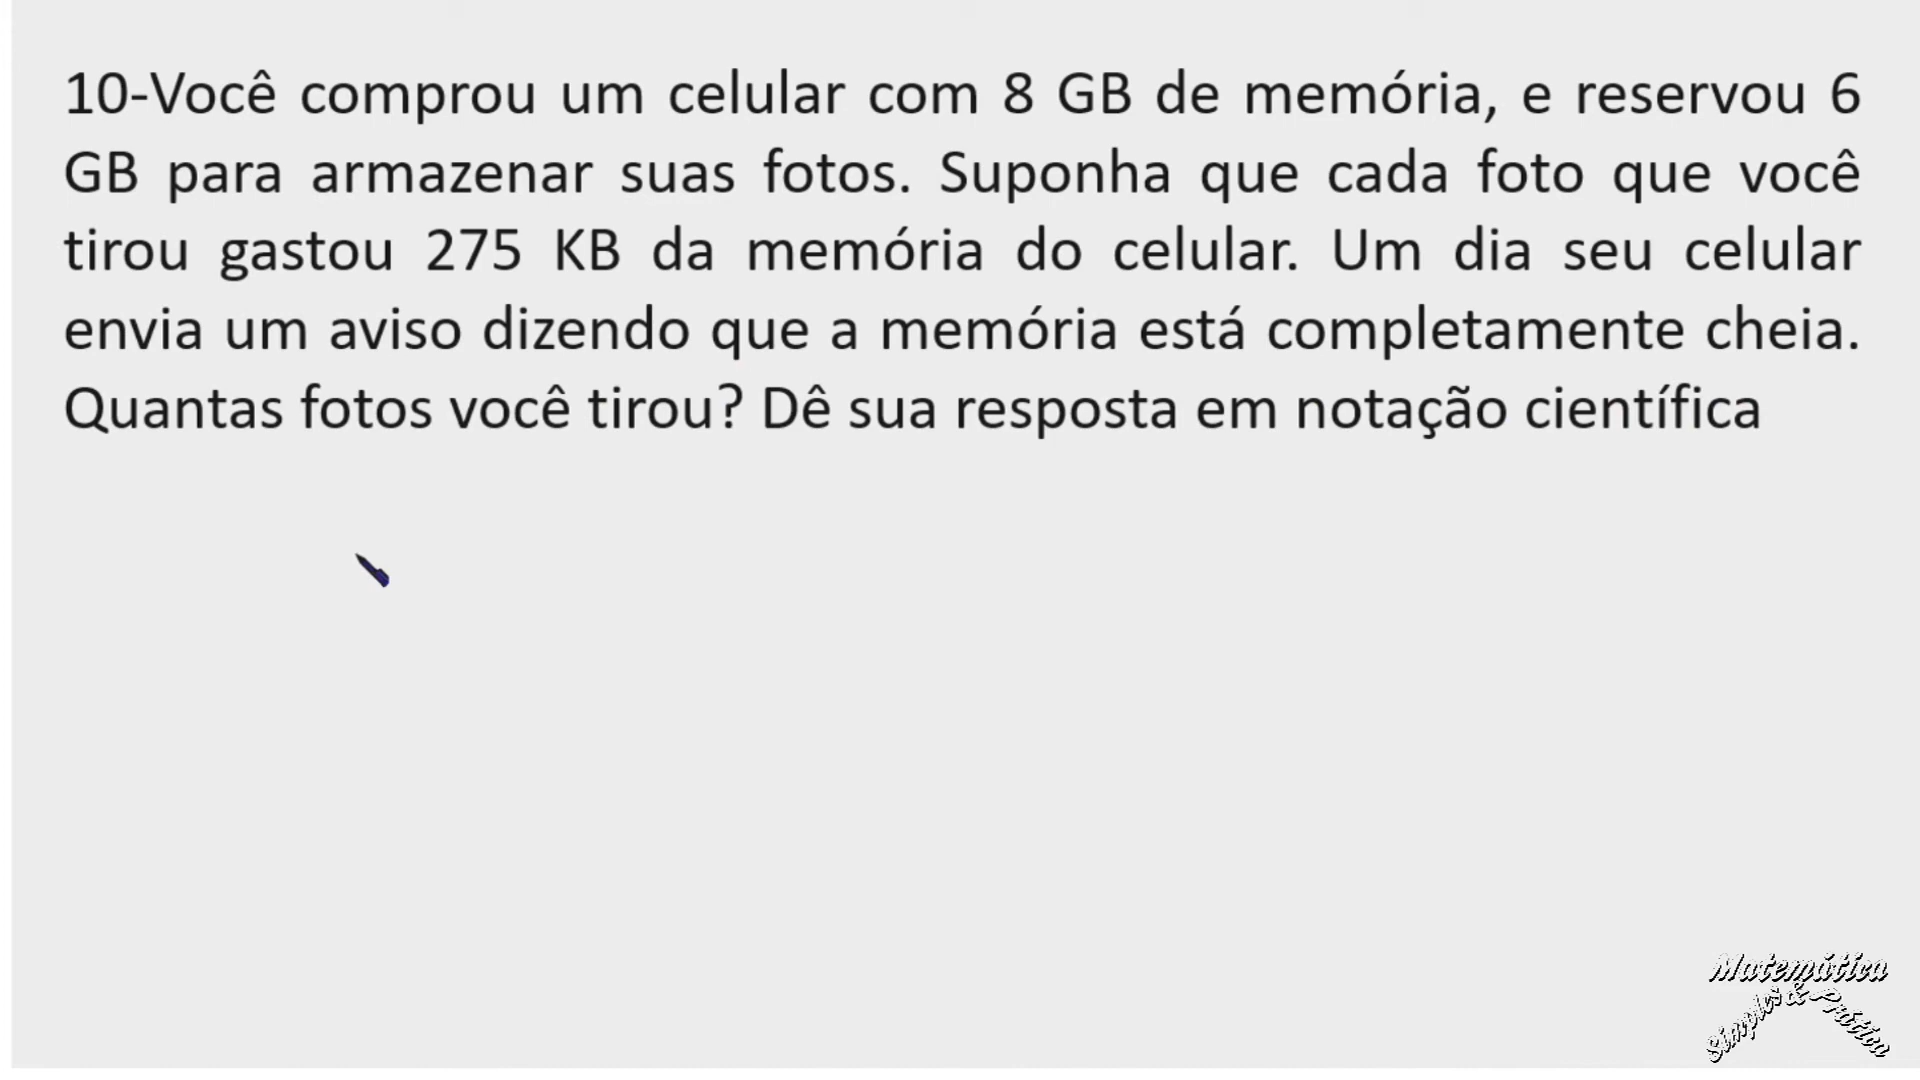 10-Você comprou um celular com 8 GB de memória, e reservou 6
GB para armazenar suas fotos. Suponha que cada foto que você
tirou gastou 275 KB da memória do celular. Um dia seu celular
envia um aviso dizendo que a memória está completamente cheia.
Quantas fotos você tirou? Dê sua resposta em notação científica
Matemática
Simples & Prática